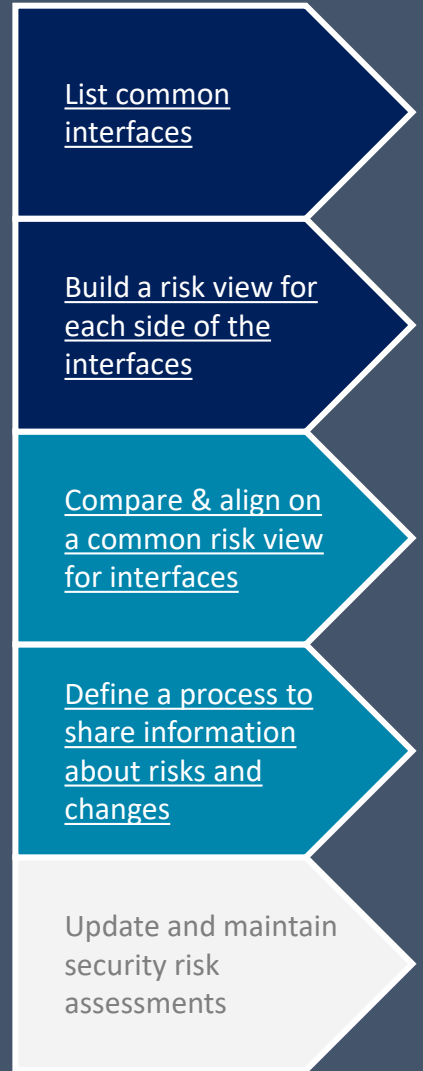 List common
interfaces
Build a risk view for
each side of the
interfaces
Compare & align on
a common risk view
for interfaces
Define a process to
share information
about risks and
changes
Update and maintain
security risk
assessments